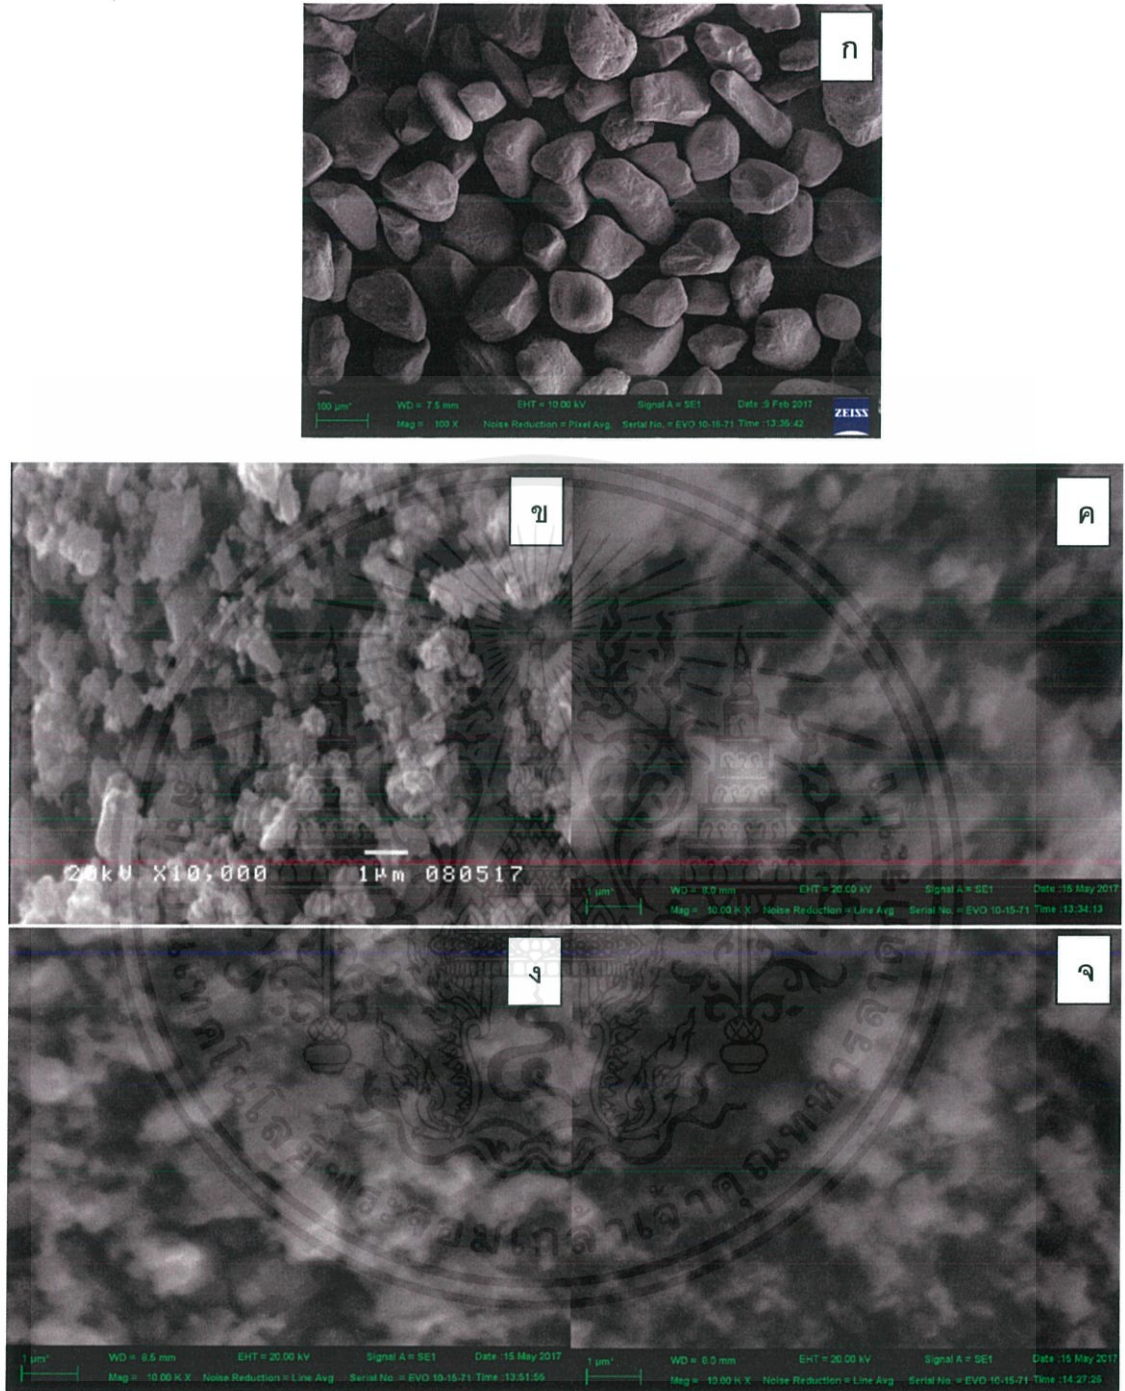 ก
100 µm*
WD = 7.5 mm
EHT = 10.00 kV
Signal A = SE1
Date :9 Feb 2017
ZEISS
Mag = 100 X
Noise Reduction = Pixel Avg.
Serial No. = EVO 10-15-71
Time :13:35:42
ข
20kU X10,000 1µm 080517
ค
1 µm*
WD = 8.0 mm
EHT = 20.00 kV
Signal A = SE1
Date :15 May 2017
Mag = 10.00 K X
Noise Reduction = Line Avg
Serial No. = EVO 10-15-71
Time :13:34:13
ง
1 µm*
WD = 8.5 mm
EHT = 20.00 kV
Signal A = SE1
Date :15 May 2017
Mag = 10.00 K X
Noise Reduction = Line Avg
Serial No. = EVO 10-15-71
Time :13:51:56
จ
1 µm*
WD = 8.0 mm
EHT = 20.00 kV
Signal A = SE1
Date :15 May 2017
Mag = 10.00 K X
Noise Reduction = Line Avg
Serial No. = EVO 10-15-71
Time :14:27:26